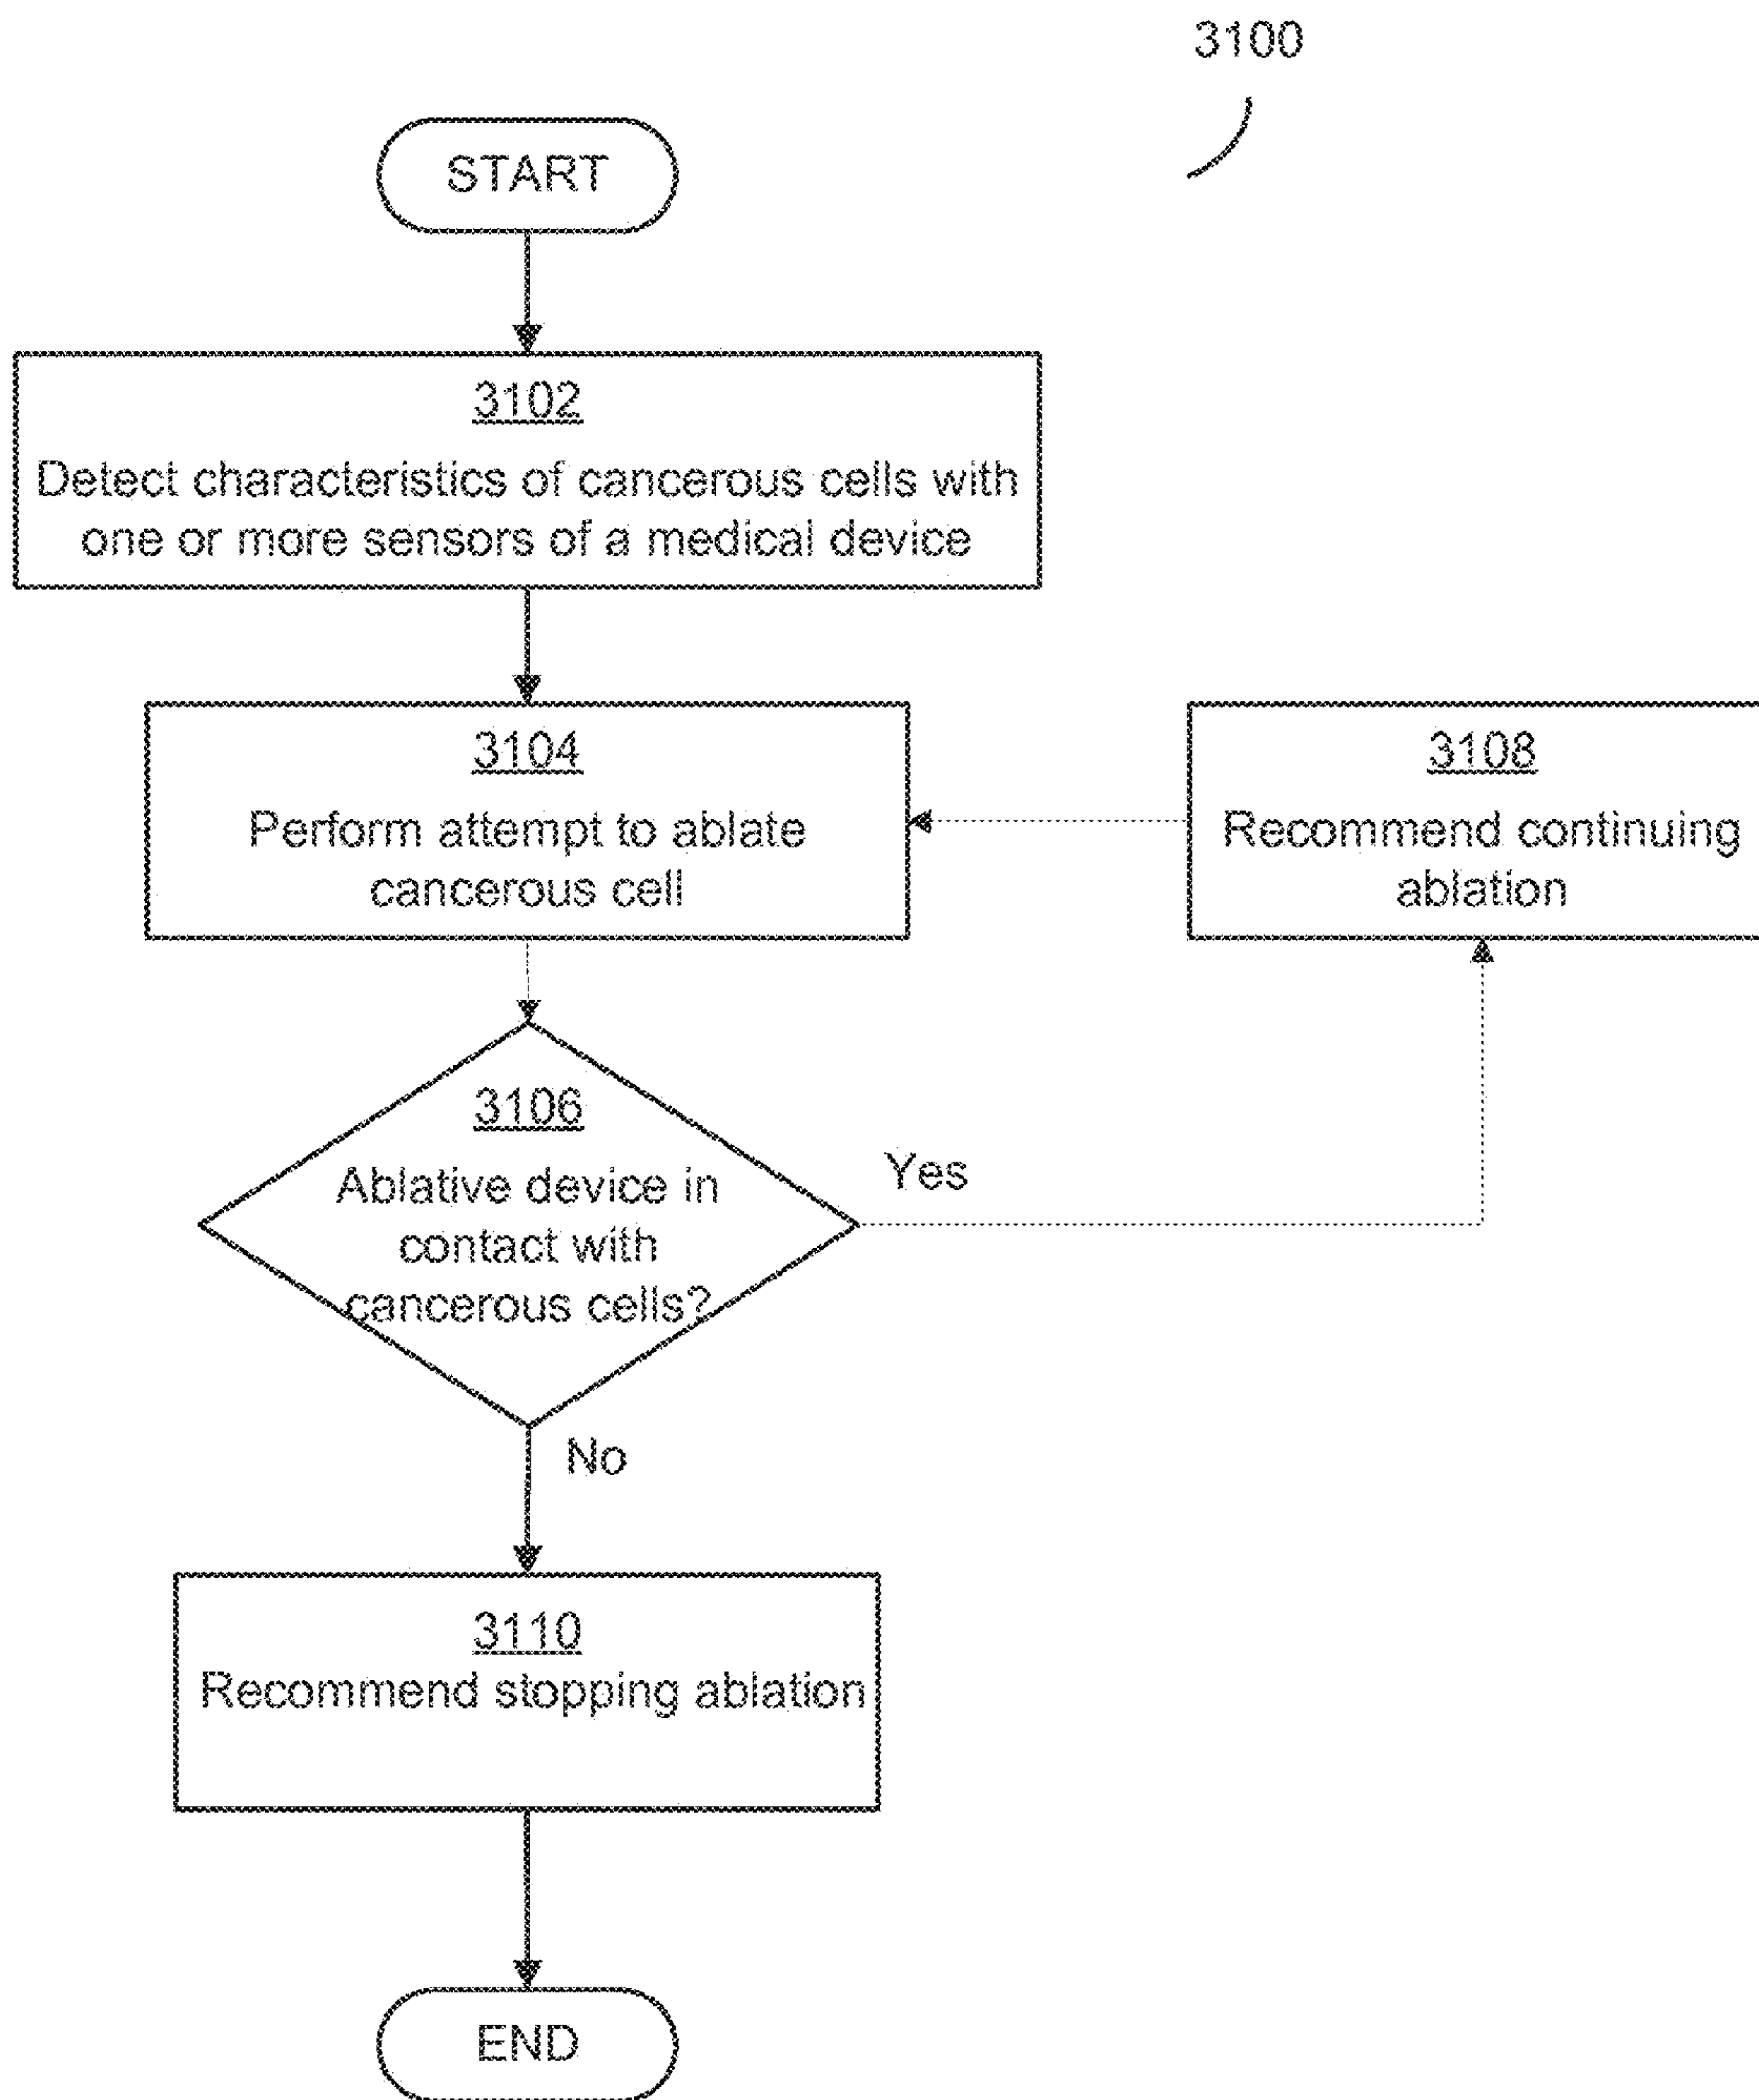 3100
START
3102
Detect characteristics of cancerous cells with
one or more sensors of a medical device
3104
Perform attempt to ablate
cancerous cell
3108
Recommend continuing
ablation
3106
Ablative device in
contact with
cancerous cells?
Yes
No
3110
Recommend stopping ablation
END